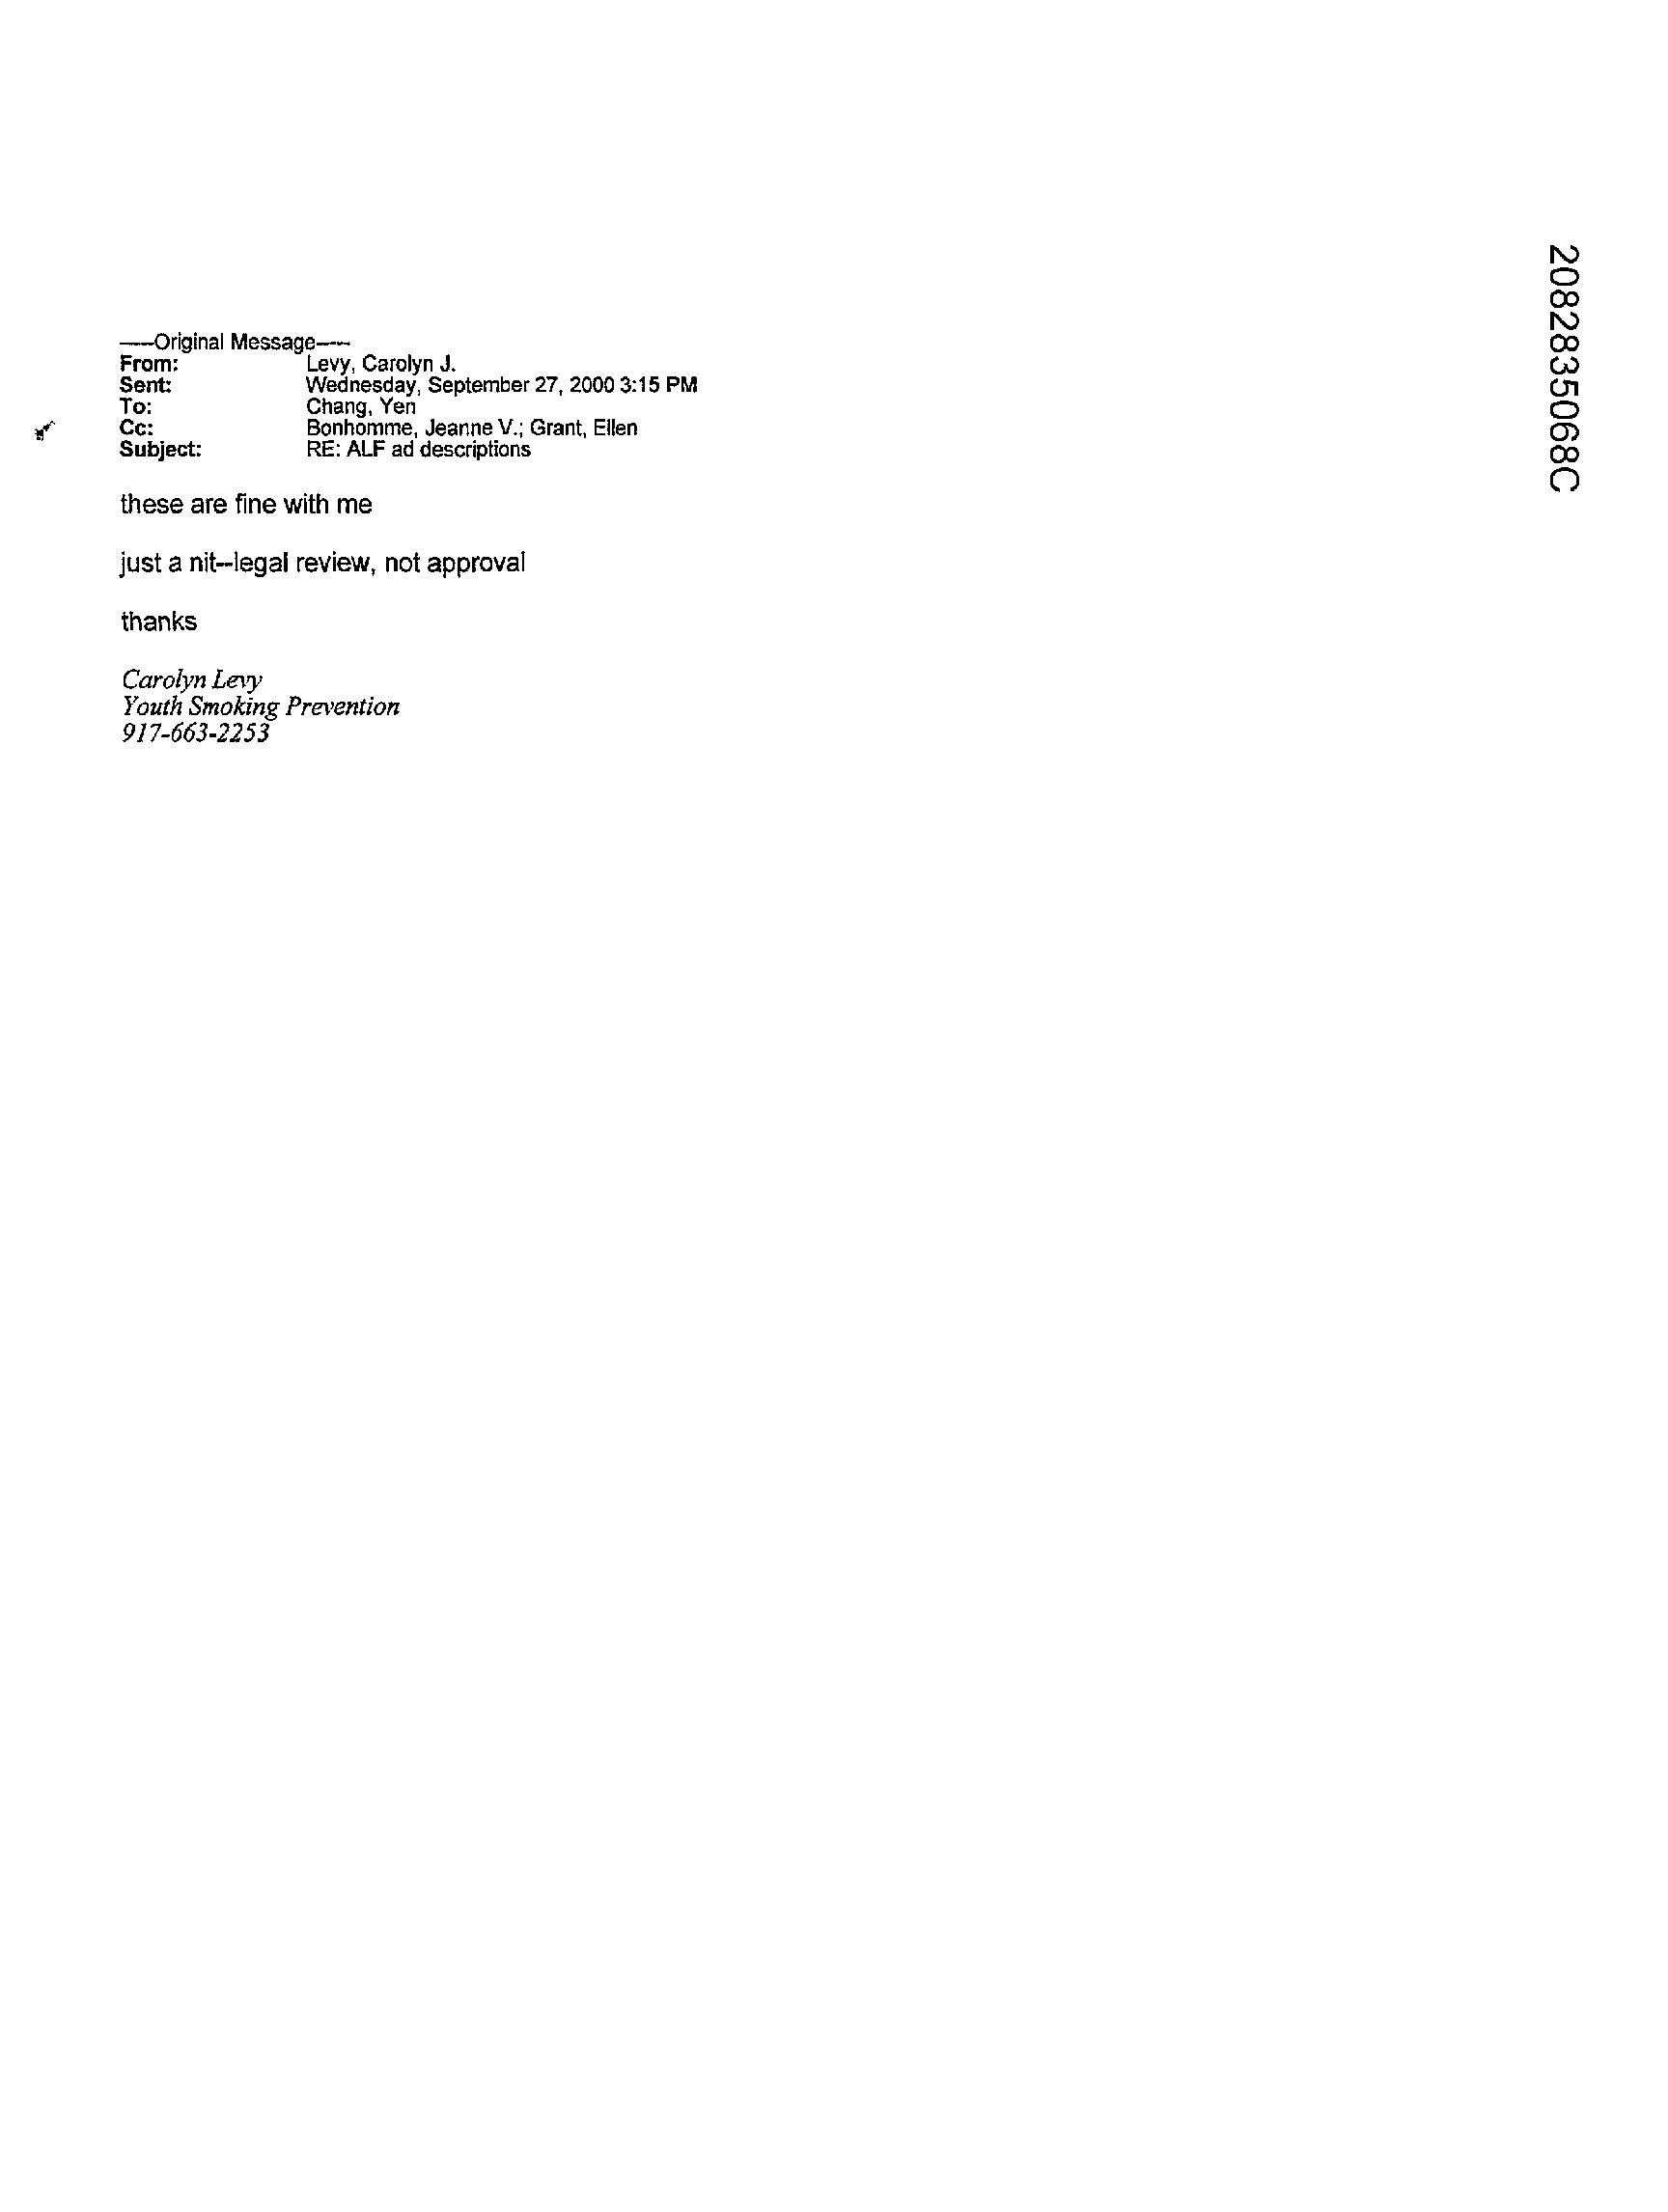 -----Original Message-----
From: Levy, Carolyn J.
Sent: Wednesday, September 27, 2000 3:15 PM
To: Chang, Yen
Cc: Bonhomme, Jeanne V.; Grant, Ellen
Subject: RE: ALF ad descriptions
these are fine with me
just a nit--legal review, not approval
thanks
Carolyn Levy
Youth Smoking Prevention
917-663-2253
2082835068C